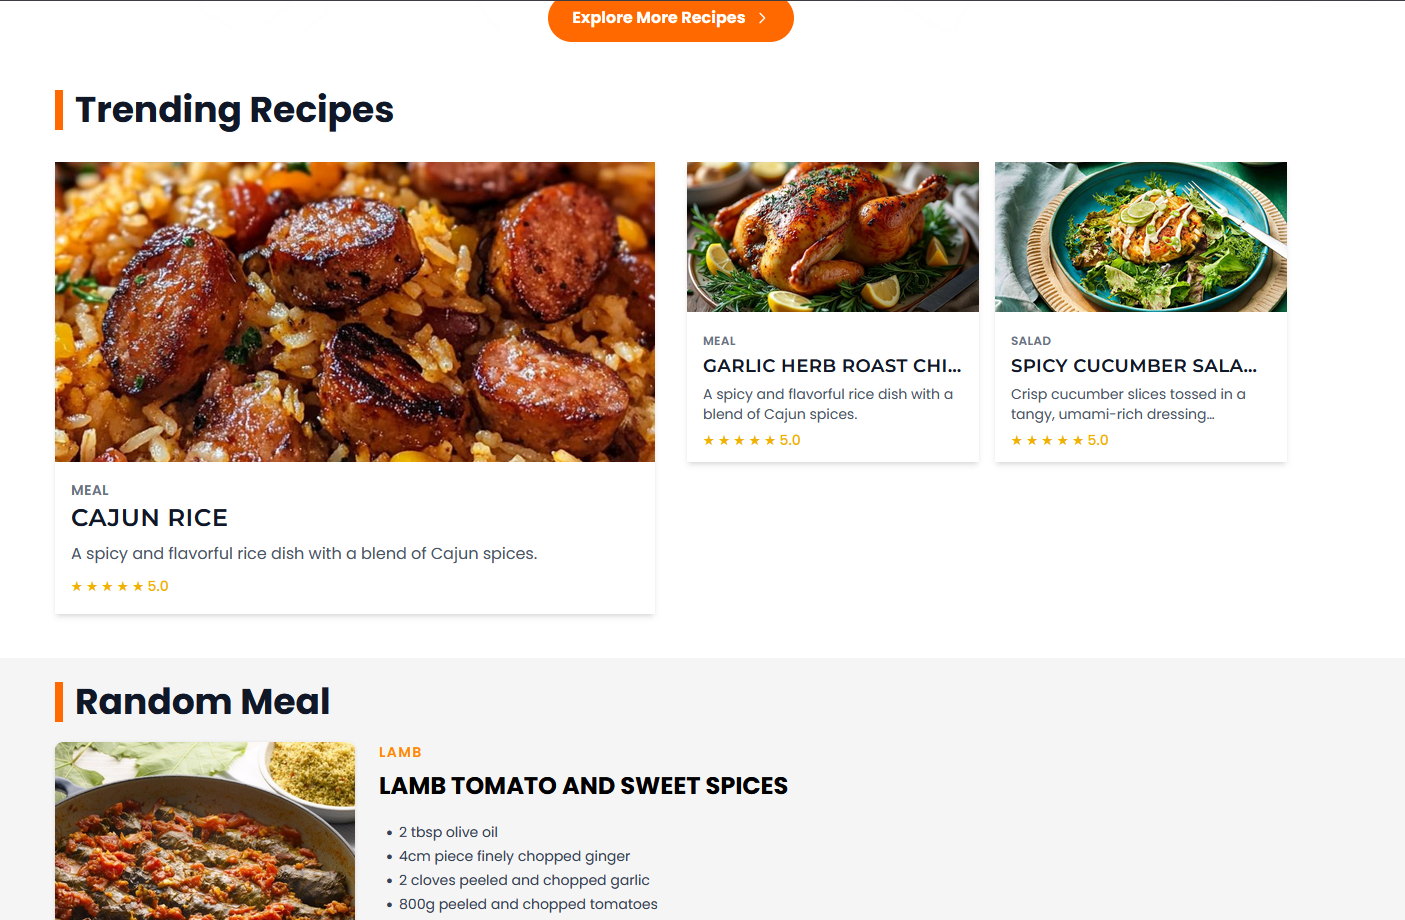 Explore More Recipes
Trending Recipes
MEAL
CAJUN RICE
A spicy and flavorful rice dish with a blend of Cajun spices.
★ ★ ★ ★ ★ 5.0
MEAL
GARLIC HERB ROAST CHI...
A spicy and flavorful rice dish with a
blend of Cajun spices.
★ ★ ★ ★ ★ 5.0
SALAD
SPICY CUCUMBER SALA...
Crisp cucumber slices tossed in a
tangy, umami-rich dressing...
★ ★ ★ ★ ★ 5.0
Random Meal
LAMB
LAMB TOMATO AND SWEET SPICES
• 2 tbsp olive oil
• 4cm piece finely chopped ginger
• 2 cloves peeled and chopped garlic
• 800g peeled and chopped tomatoes